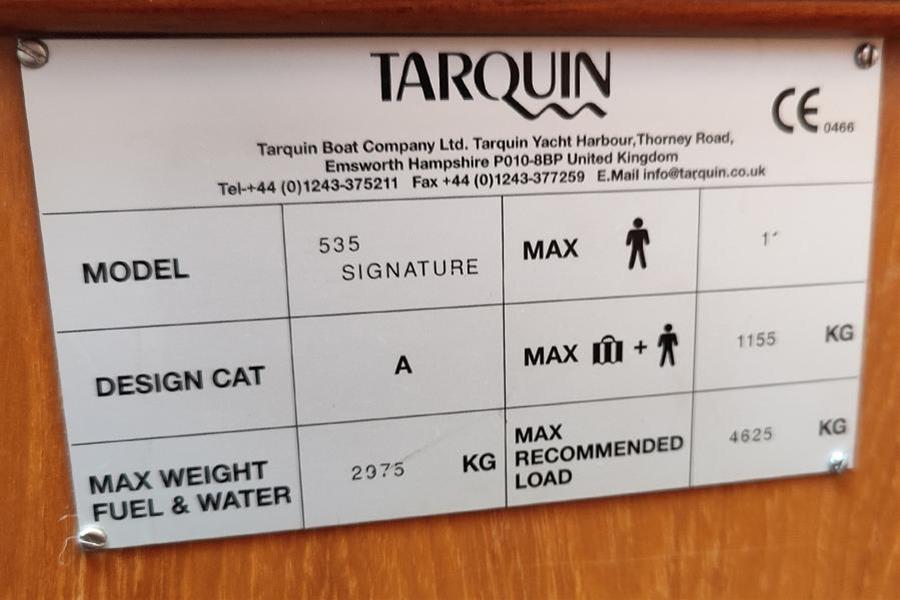 TARQUIN
CE 0466
Tarquin Boat Company Ltd. Tarquin Yacht Harbour,Thorney Road,
Emsworth Hampshire P010-8BP United Kingdom
Tel-+44 (0)1243-375211 Fax +44 (0)1243-377259 E.Mail info@tarquin.co.uk
MODEL
535
SIGNATURE
MAX
DESIGN CAT
A
MAX +
1155 KG
MAX WEIGHT
FUEL & WATER
2975 KG
MAX
RECOMMENDED
LOAD
4625 KG